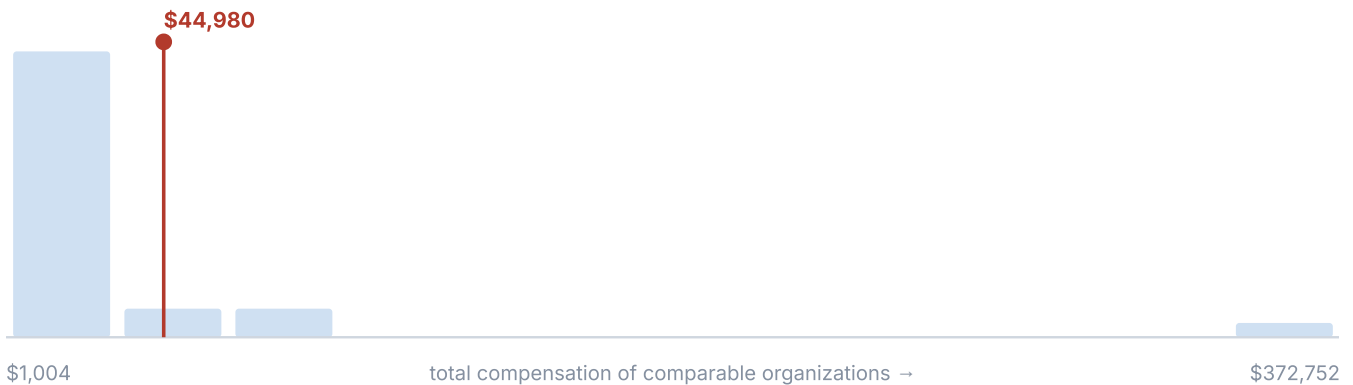 $44,980
$1,004 total compensation of comparable organizations → $372,752